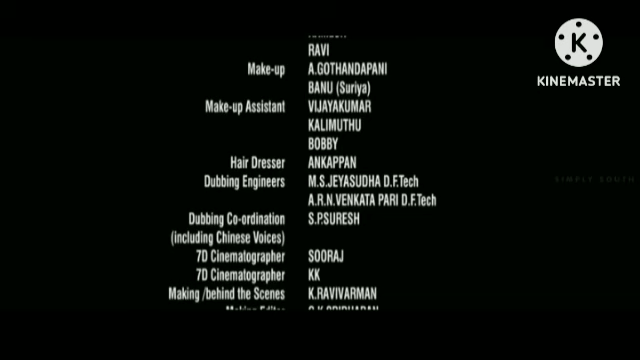 RAVI
Make-up A.GOTHANDAPANI
BANU (Suriya)
Make-up Assistant VIJAYAKUMAR
KALIMUTHU
BOBBY
Hair Dresser ANKAPPAN
Dubbing Engineers M.S.JEYASUDHA D.F.Tech
A.R.N.VENKATA PARI D.F.Tech
Dubbing Co-ordination S.P.SURESH
(including Chinese Voices)
7D Cinematographer SOORAJ
7D Cinematographer KK
Making /behind the Scenes K.RAVIVARMAN
K
KINEMASTER
SIMPLY SOUTH